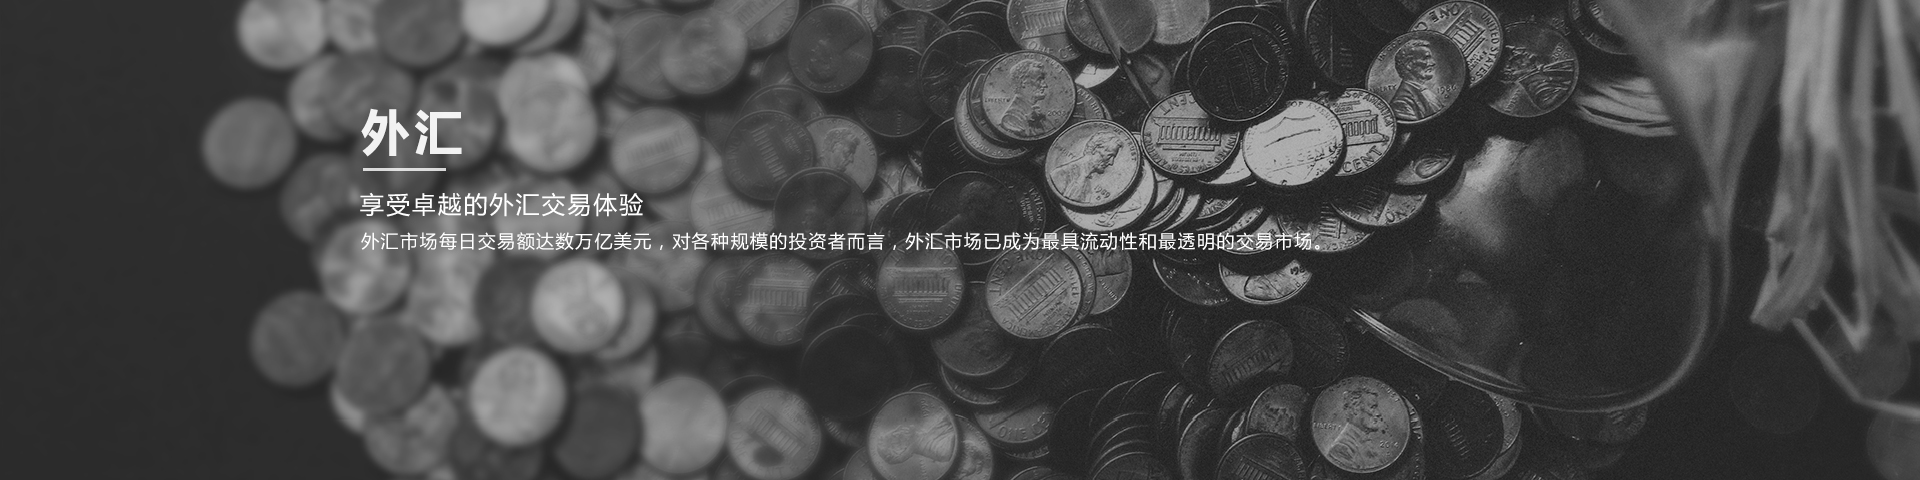 外汇
享受卓越的外汇交易体验
外汇市场每日交易额达数万亿美元，对各种规模的投资者而言，外汇市场已成为最具流动性和最透明的交易市场。